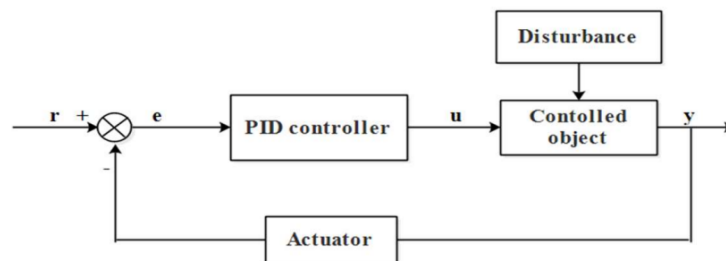 Disturbance
r + e
PID controller
u
Contolled
object
y
-
Actuator